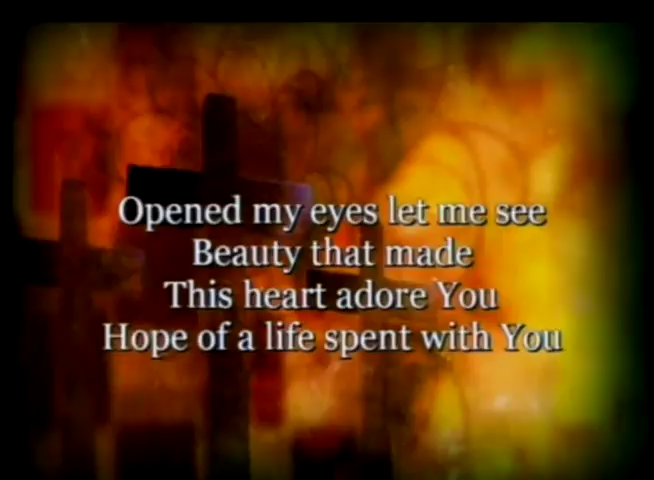 Opened my eyes let me see
Beauty that made
This heart adore You
Hope of a life spent with You